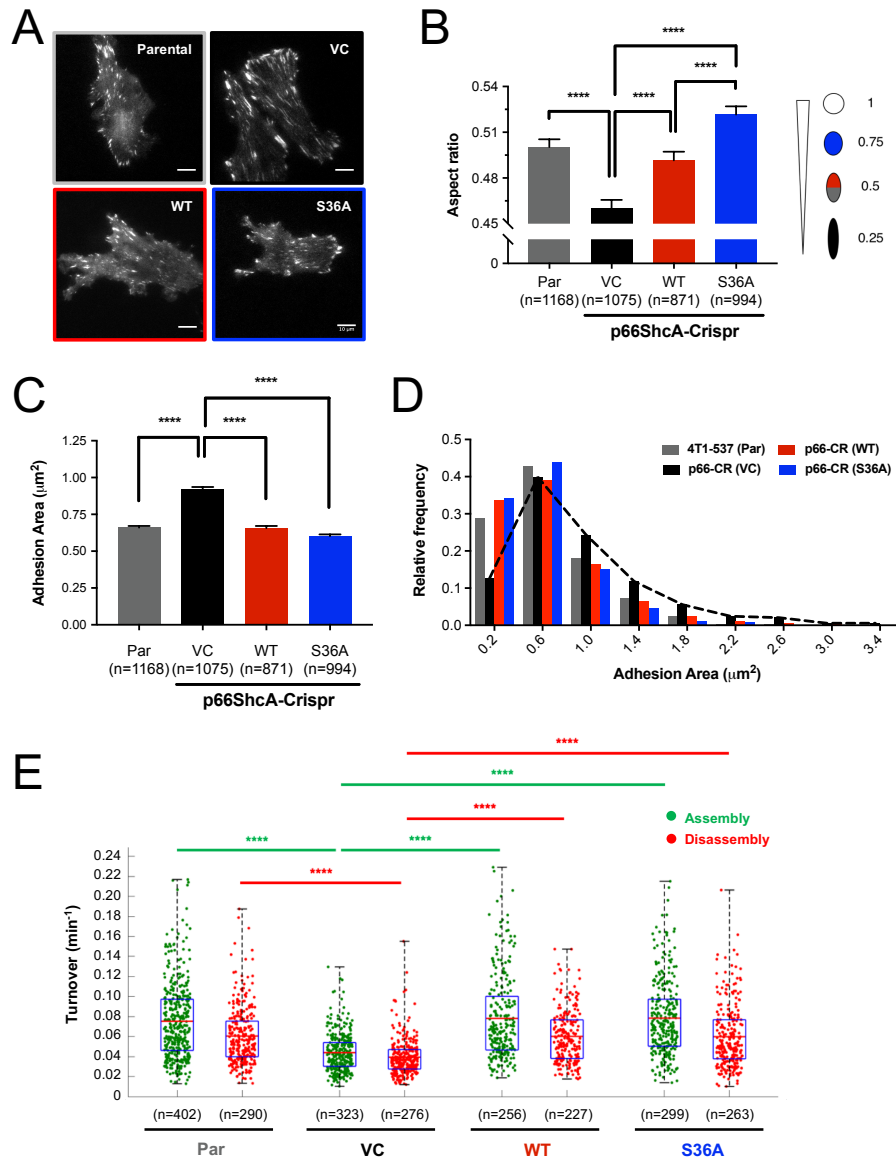 A
Parental
VC
WT
S36A
10 µm
B
****
****
****
****
Aspect ratio
0.54
0.51
0.48
0.45
0
Par
VC
WT
S36A
(n=1168)
(n=1075)
(n=871)
(n=994)
p66ShcA-Crispr
1
0.75
0.5
0.25
C
****
****
****
Adhesion Area (μm²)
1.25
1.00
0.75
0.50
0.25
0.00
Par
VC
WT
S36A
(n=1168)
(n=1075)
(n=871)
(n=994)
p66ShcA-Crispr
D
Relative frequency
0.5
0.4
0.3
0.2
0.1
0.0
4T1-537 (Par)
p66-CR (WT)
p66-CR (VC)
p66-CR (S36A)
0.2
0.6
1.0
1.4
1.8
2.2
2.6
3.0
3.4
Adhesion Area (μm²)
E
****
****
****
****
****
****
Assembly
Disassembly
Turnover (min⁻¹)
0.24
0.22
0.20
0.18
0.16
0.14
0.12
0.10
0.08
0.06
0.04
0.02
0
(n=402)
(n=290)
(n=323)
(n=276)
(n=256)
(n=227)
(n=299)
(n=263)
Par
VC
WT
S36A